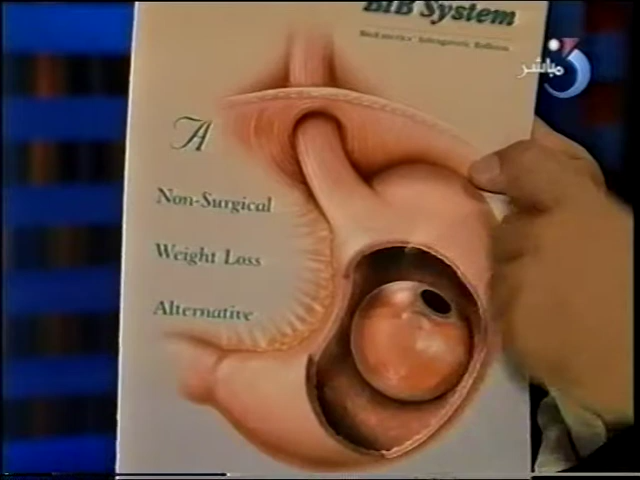 BIB System
BioEnterics Intragastric Balloon
مباشر
A
Non-Surgical
Weight Loss
Alternative